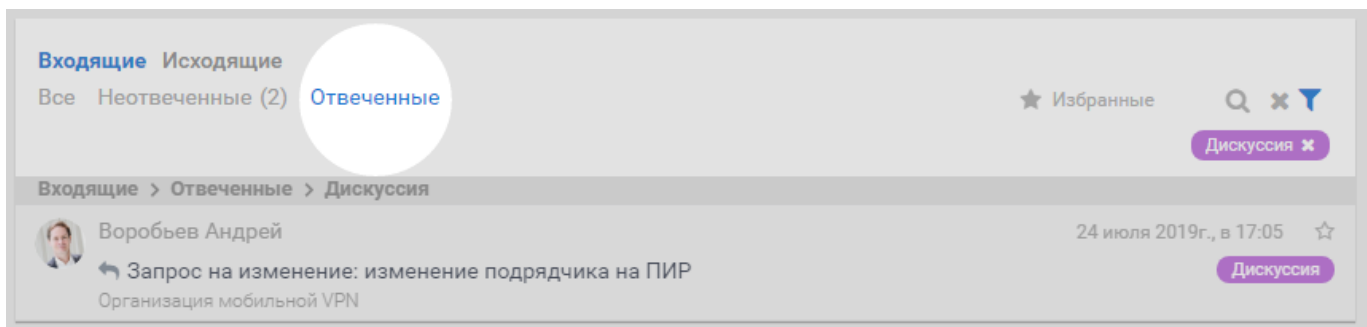 Входящие Исходящие
Все Неотвеченные (2) Отвеченные Избранные
Дискуссия
Входящие > Отвеченные > Дискуссия
Воробьев Андрей 24 июля 2019г., в 17:05
Запрос на изменение: изменение подрядчика на ПИР Дискуссия
Организация мобильной VPN